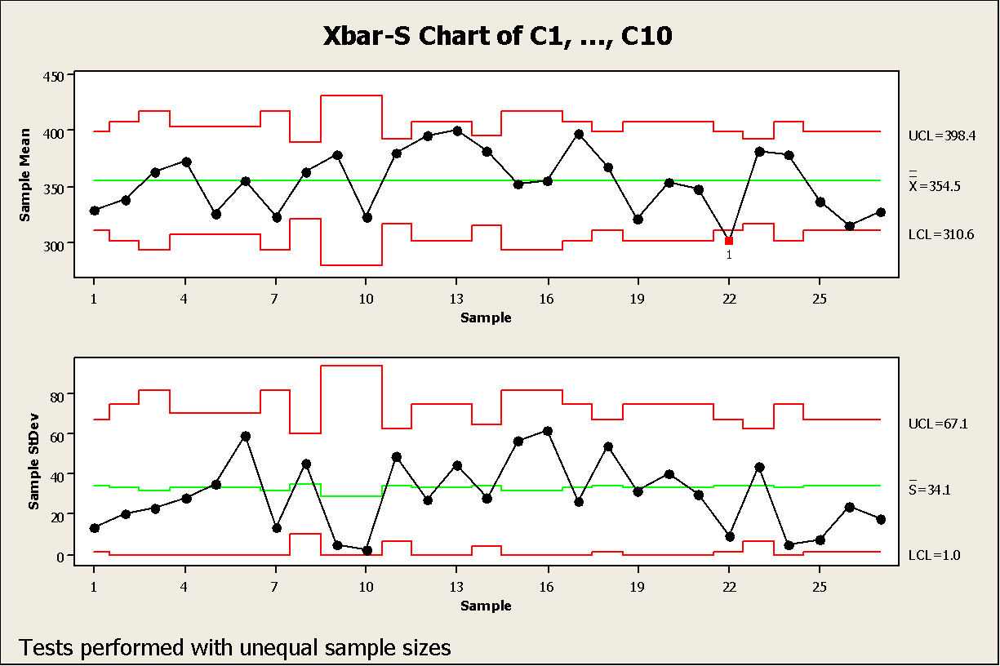 Xbar-S Chart of C1, ..., C10
Sample Mean
450
400
350
300
UCL=398.4
X=354.5
LCL=310.6
1
1 4 7 10 13 16 19 22 25
Sample
Sample StDev
80
60
40
20
0
UCL=67.1
S=34.1
LCL=1.0
1 4 7 10 13 16 19 22 25
Sample
Tests performed with unequal sample sizes